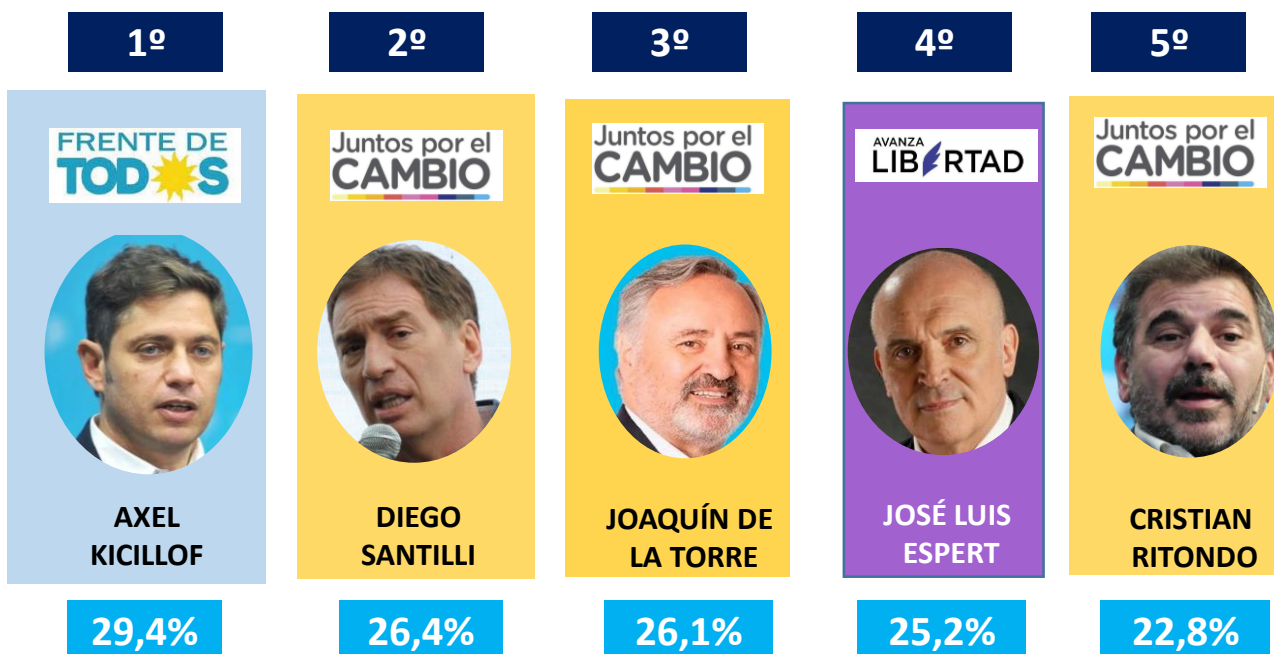 1º
2º
3º
4º
5º
FRENTE DE
TODOS
Juntos por el
CAMBIO
Juntos por el
CAMBIO
AVANZA
LIBERTAD
Juntos por el
CAMBIO
AXEL
KICILLOF
DIEGO
SANTILLI
JOAQUÍN DE
LA TORRE
JOSÉ LUIS
ESPERT
CRISTIAN
RITONDO
29,4%
26,4%
26,1%
25,2%
22,8%